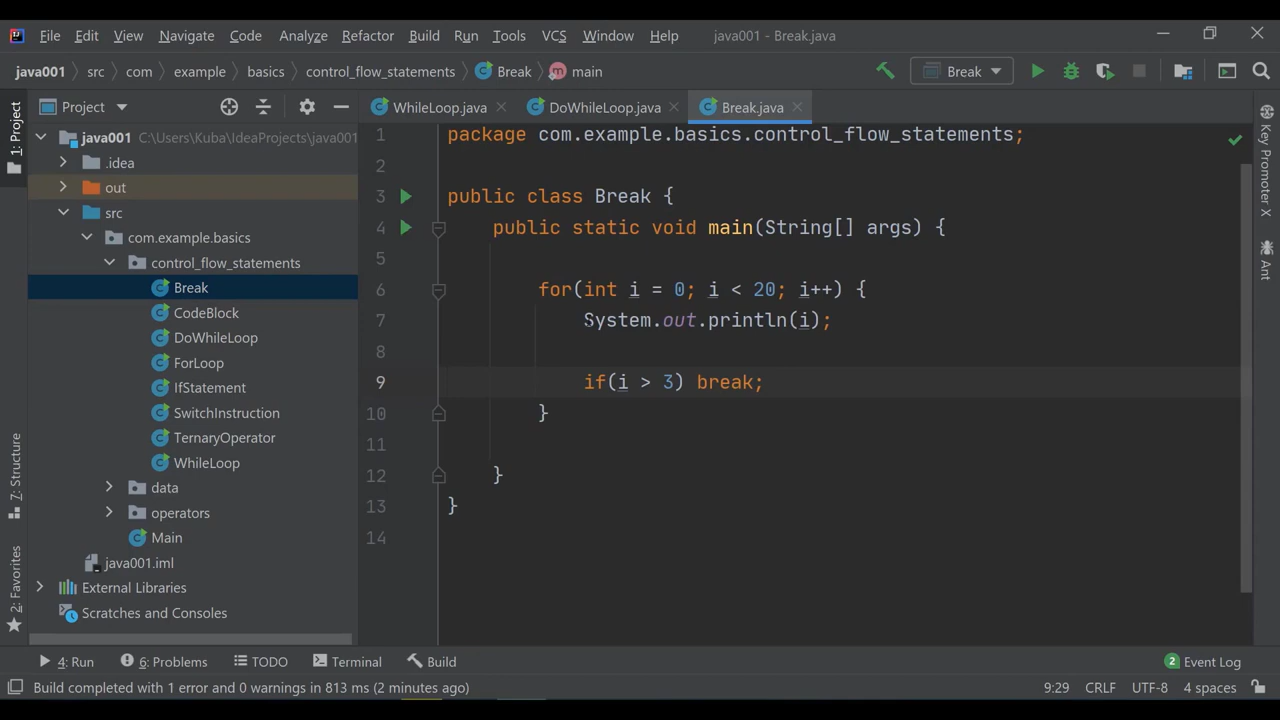 File Edit View Navigate Code Analyze Refactor Build Run Tools VCS Window Help java001 - Break.java
java001 src com example basics control_flow_statements Break main Break
1: Project
Project
WhileLoop.java DoWhileLoop.java Break.java
java001 C:\Users\Kuba\IdeaProjects\java001
.idea
out
src
com.example.basics
control_flow_statements
Break
CodeBlock
DoWhileLoop
ForLoop
IfStatement
SwitchInstruction
TernaryOperator
WhileLoop
data
operators
Main
java001.iml
External Libraries
Scratches and Consoles
7: Structure
2: Favorites
1 package com.example.basics.control_flow_statements;
2
3 public class Break {
4 public static void main(String[] args) {
5
6 for(int i = 0; i < 20; i++) {
7 System.out.println(i);
8
9 if(i > 3) break;
10 }
11
12 }
13 }
14
Key Promoter X
Ant
4: Run 6: Problems TODO Terminal Build 2 Event Log
Build completed with 1 error and 0 warnings in 813 ms (2 minutes ago) 9:29 CRLF UTF-8 4 spaces